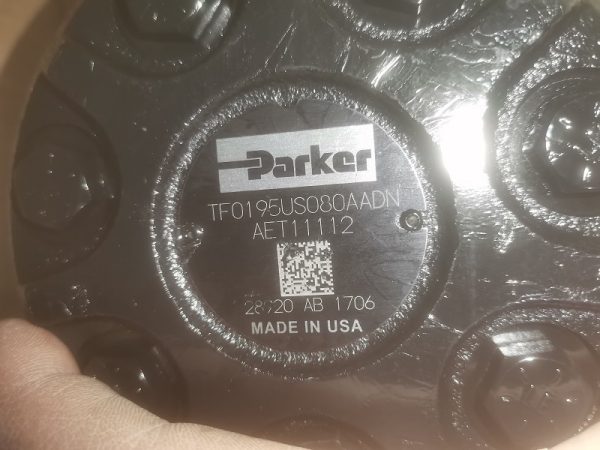 Parker
TF0195US080AADN
AET11112
AB 1706
MADE IN USA